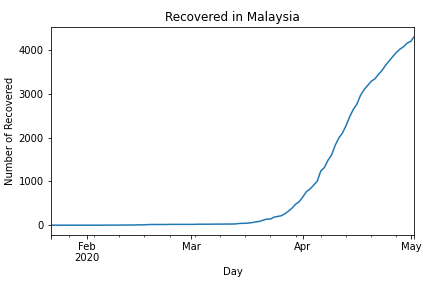 Recovered in Malaysia
Number of Recovered
4000
3000
2000
1000
0
Feb
2020
Mar
Apr
May
Day